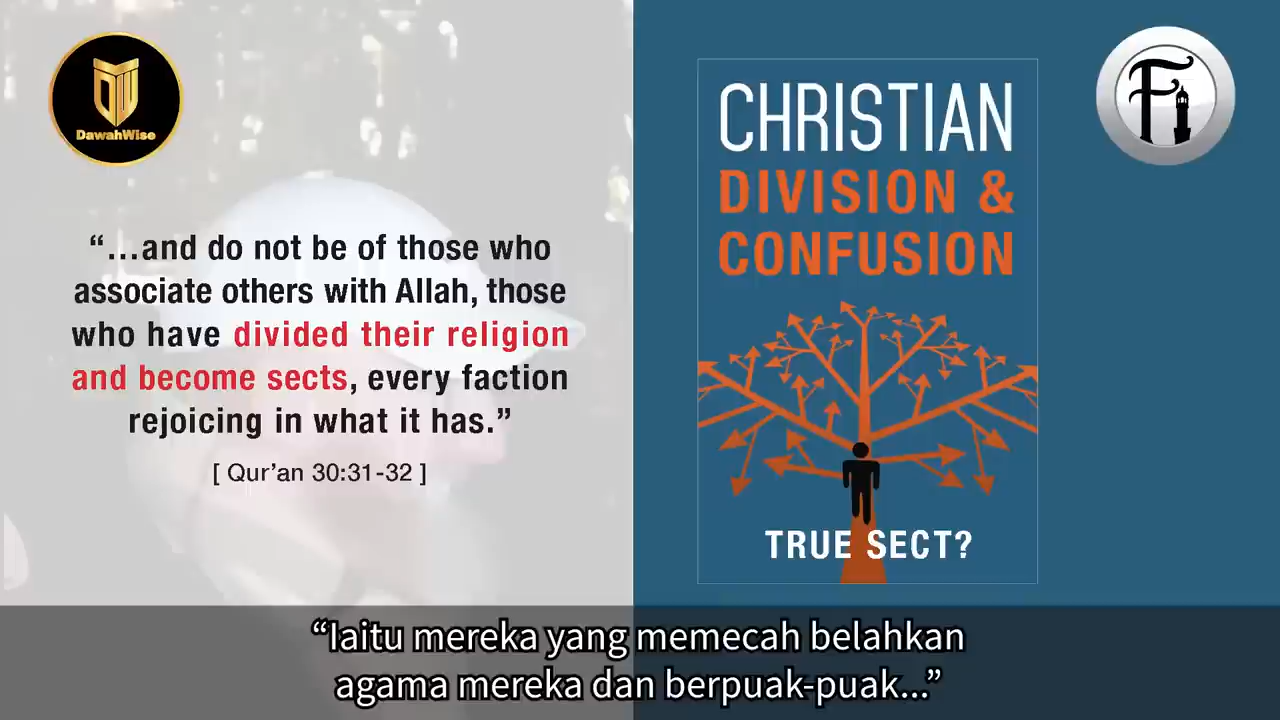 DawahWise
“...and do not be of those who
associate others with Allah, those
who have divided their religion
and become sects, every faction
rejoicing in what it has.”
[ Qur’an 30:31-32 ]
CHRISTIAN
DIVISION &
CONFUSION
TRUE SECT?
Fi
“Iaitu mereka yang memecah belahkan
agama mereka dan berpuak-puak...”